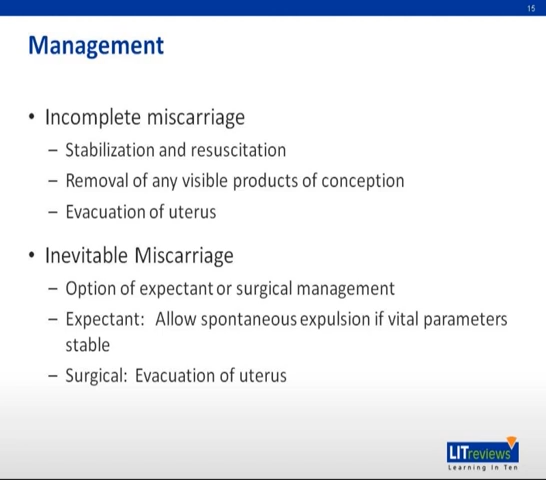 15
Management
• Incomplete miscarriage
– Stabilization and resuscitation
– Removal of any visible products of conception
– Evacuation of uterus
• Inevitable Miscarriage
– Option of expectant or surgical management
– Expectant: Allow spontaneous expulsion if vital parameters
stable
– Surgical: Evacuation of uterus
LITreviews
Learning In Ten